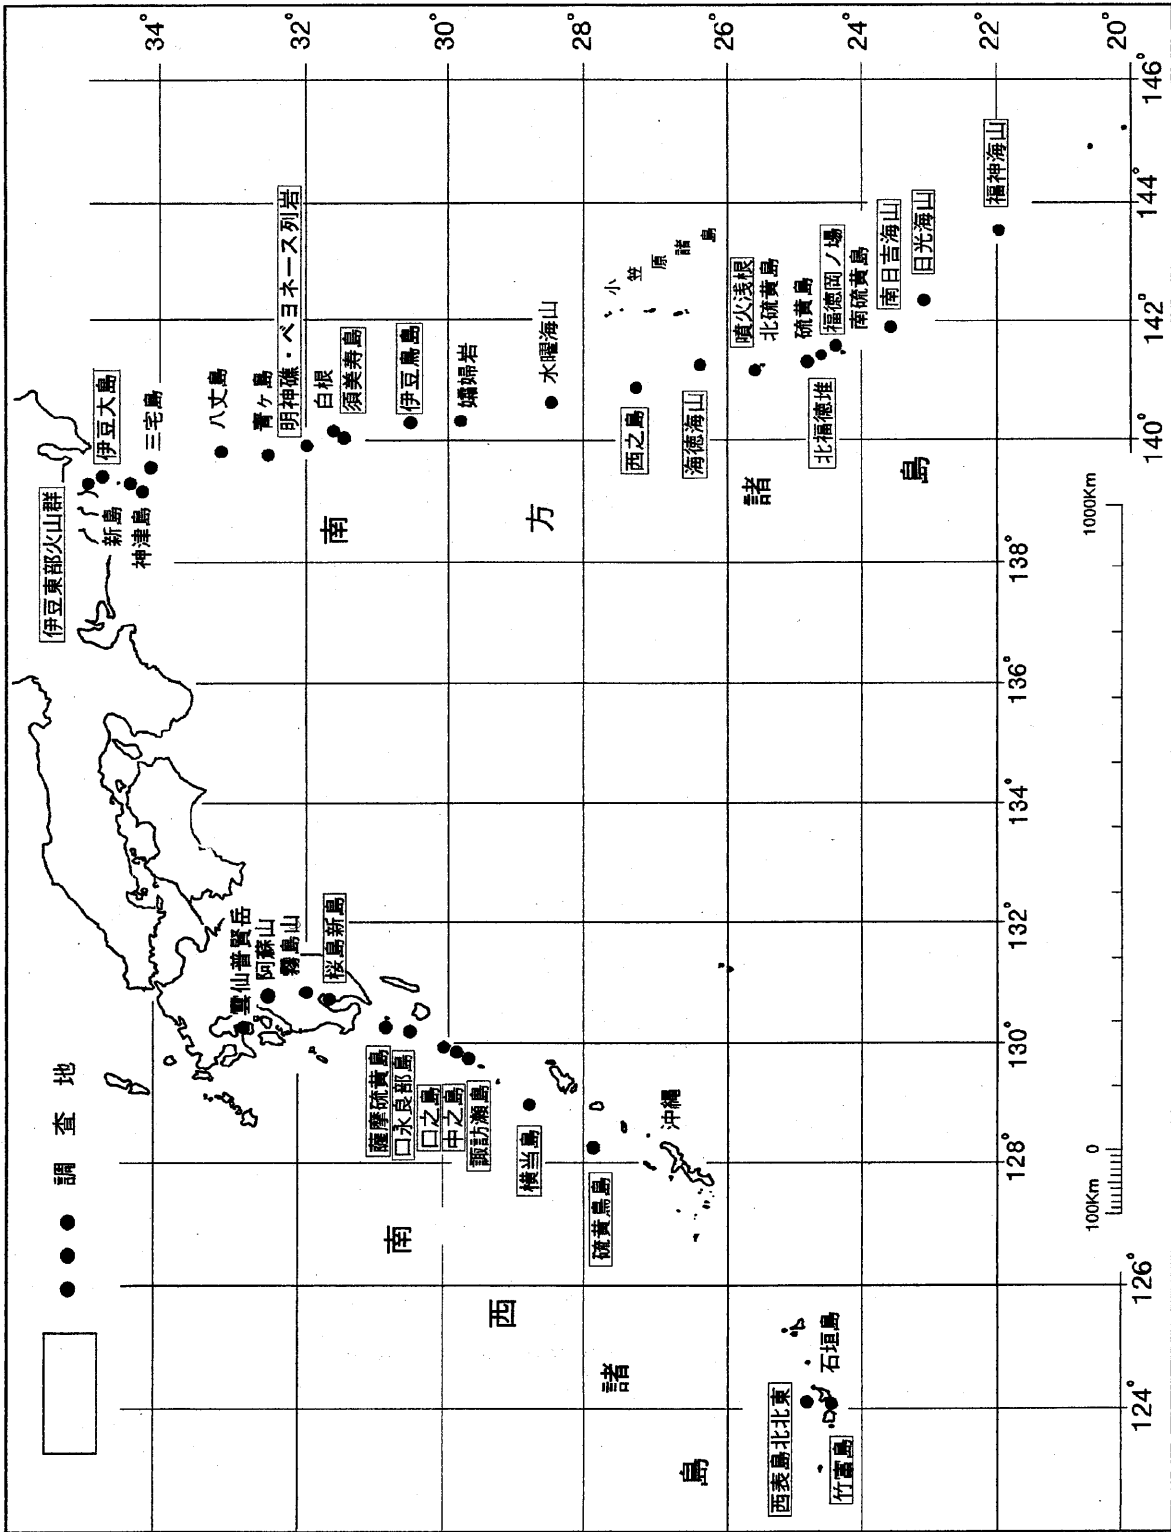 ● ● ● 調 査 地
伊豆東部火山群
伊豆大島
三宅島
新島
神津島
八丈島
青ヶ島
明神礁・ベヨネース列岩
白根
須美寿島
伊豆鳥島
孀婦岩
水曜海山
西之島
小笠原諸島
海徳海山
噴火浅根
北硫黄島
硫黄島
北福徳堆
福徳岡ノ場
南硫黄島
南日吉海山
日光海山
福神海山
南方諸島
雲仙普賢岳
阿蘇山
霧島山
桜島新島
薩摩硫黄島
口永良部島
口之島
中之島
諏訪瀬島
横当島
硫黄鳥島
沖縄
南西諸島
西表島北北東
石垣島
竹富島
34°
32°
30°
28°
26°
24°
22°
20°
124°
126°
128°
130°
132°
134°
136°
138°
140°
142°
144°
146°
100Km 0 1000Km